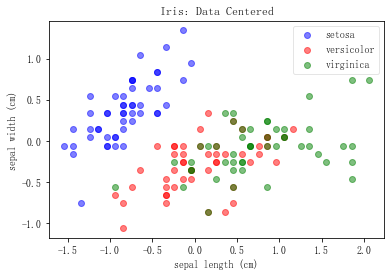 Iris: Data Centered
setosa
versicolor
virginica
1.0
0.5
0.0
-0.5
-1.0
sepal width (cm)
-1.5 -1.0 -0.5 0.0 0.5 1.0 1.5 2.0
sepal length (cm)